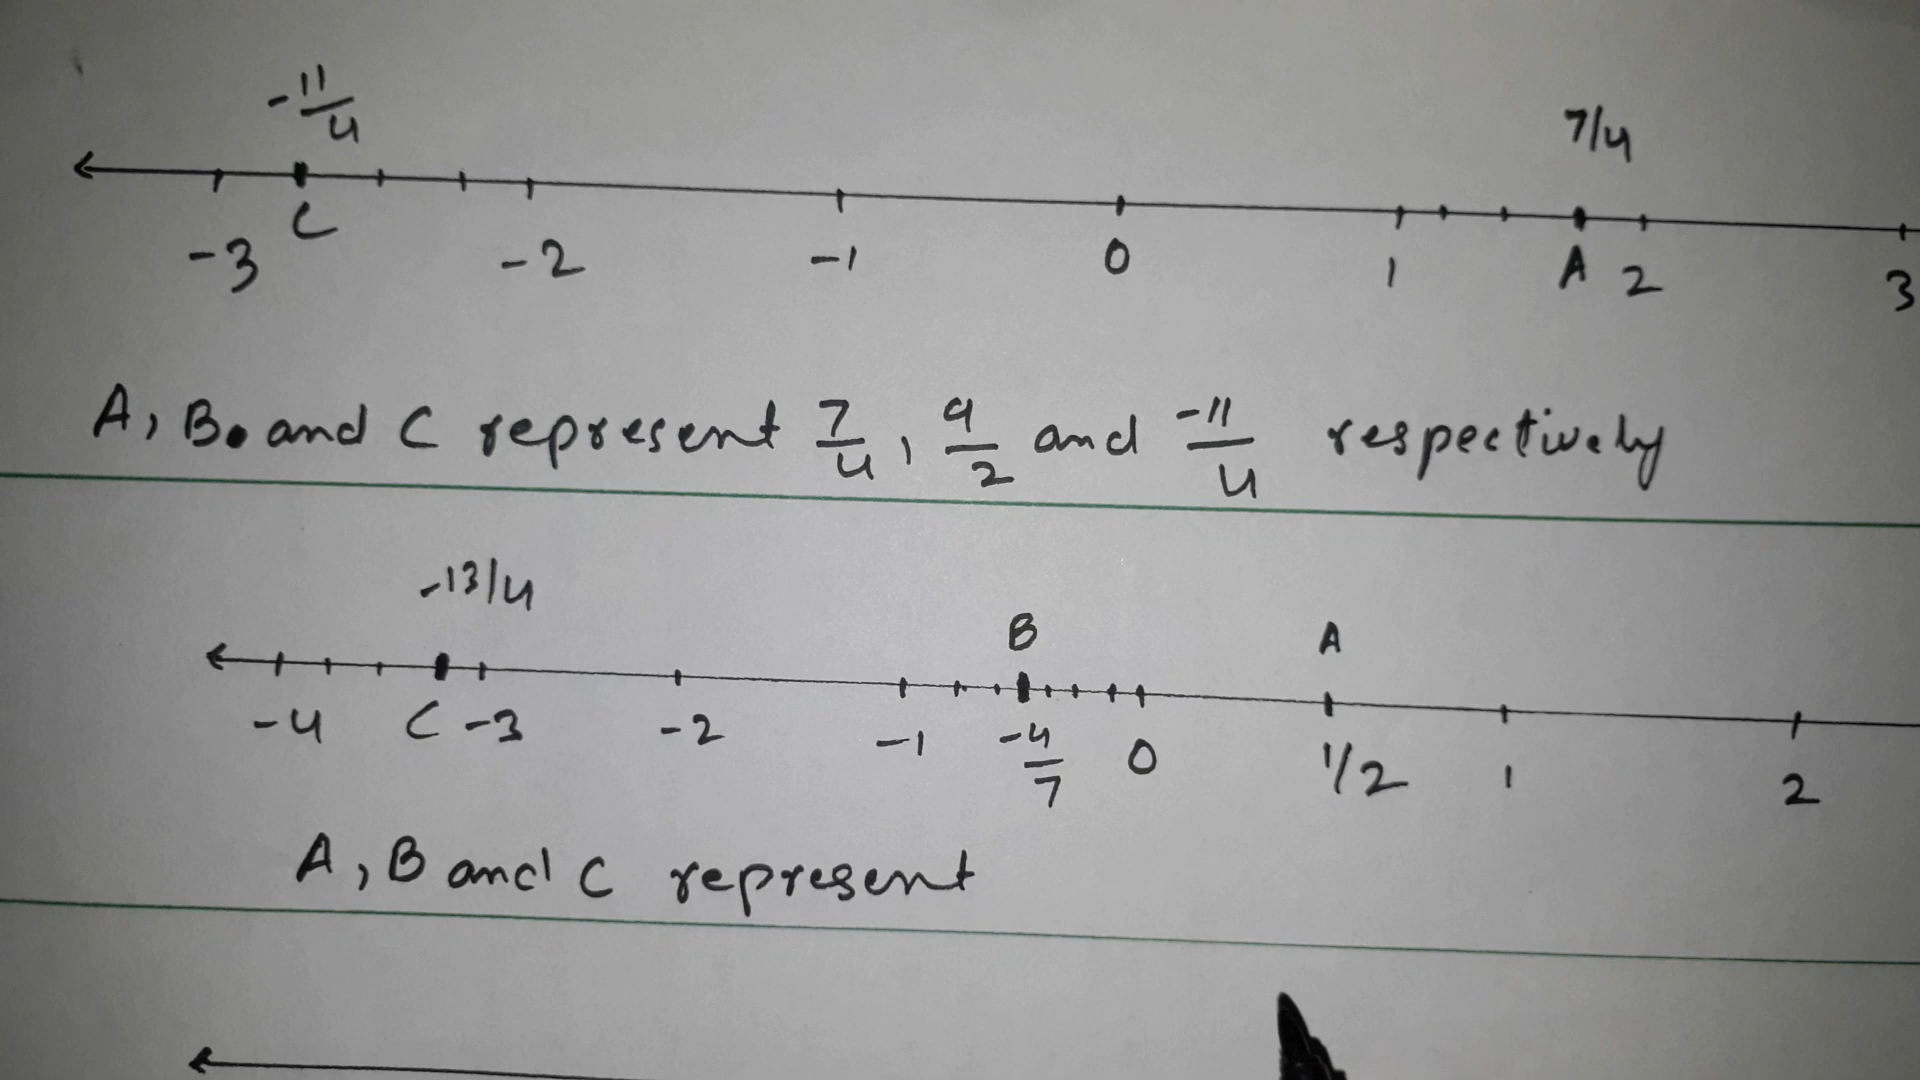 -11/4
7/4
C
-3 -2 -1 0 1 A 2 3
A, B and C represent 7/4, 9/2 and -11/4 respectively
-13/4
B A
-4 C -3 -2 -1 -4/7 0 1/2 1 2
A, B and C represent